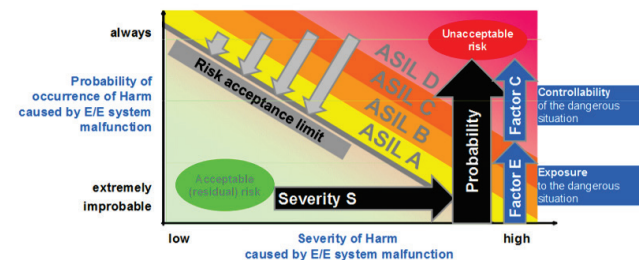 always
Probability of
occurrence of Harm
caused by E/E system
malfunction
extremely
improbable
Risk acceptance limit
ASIL D
ASIL C
ASIL B
ASIL A
Unacceptable
risk
Acceptable
(residual) risk
Severity S
Probability
Factor C
Factor E
Controllability
of the dangerous
situation
Exposure
to the dangerous
situation
low
Severity of Harm
caused by E/E system malfunction
high